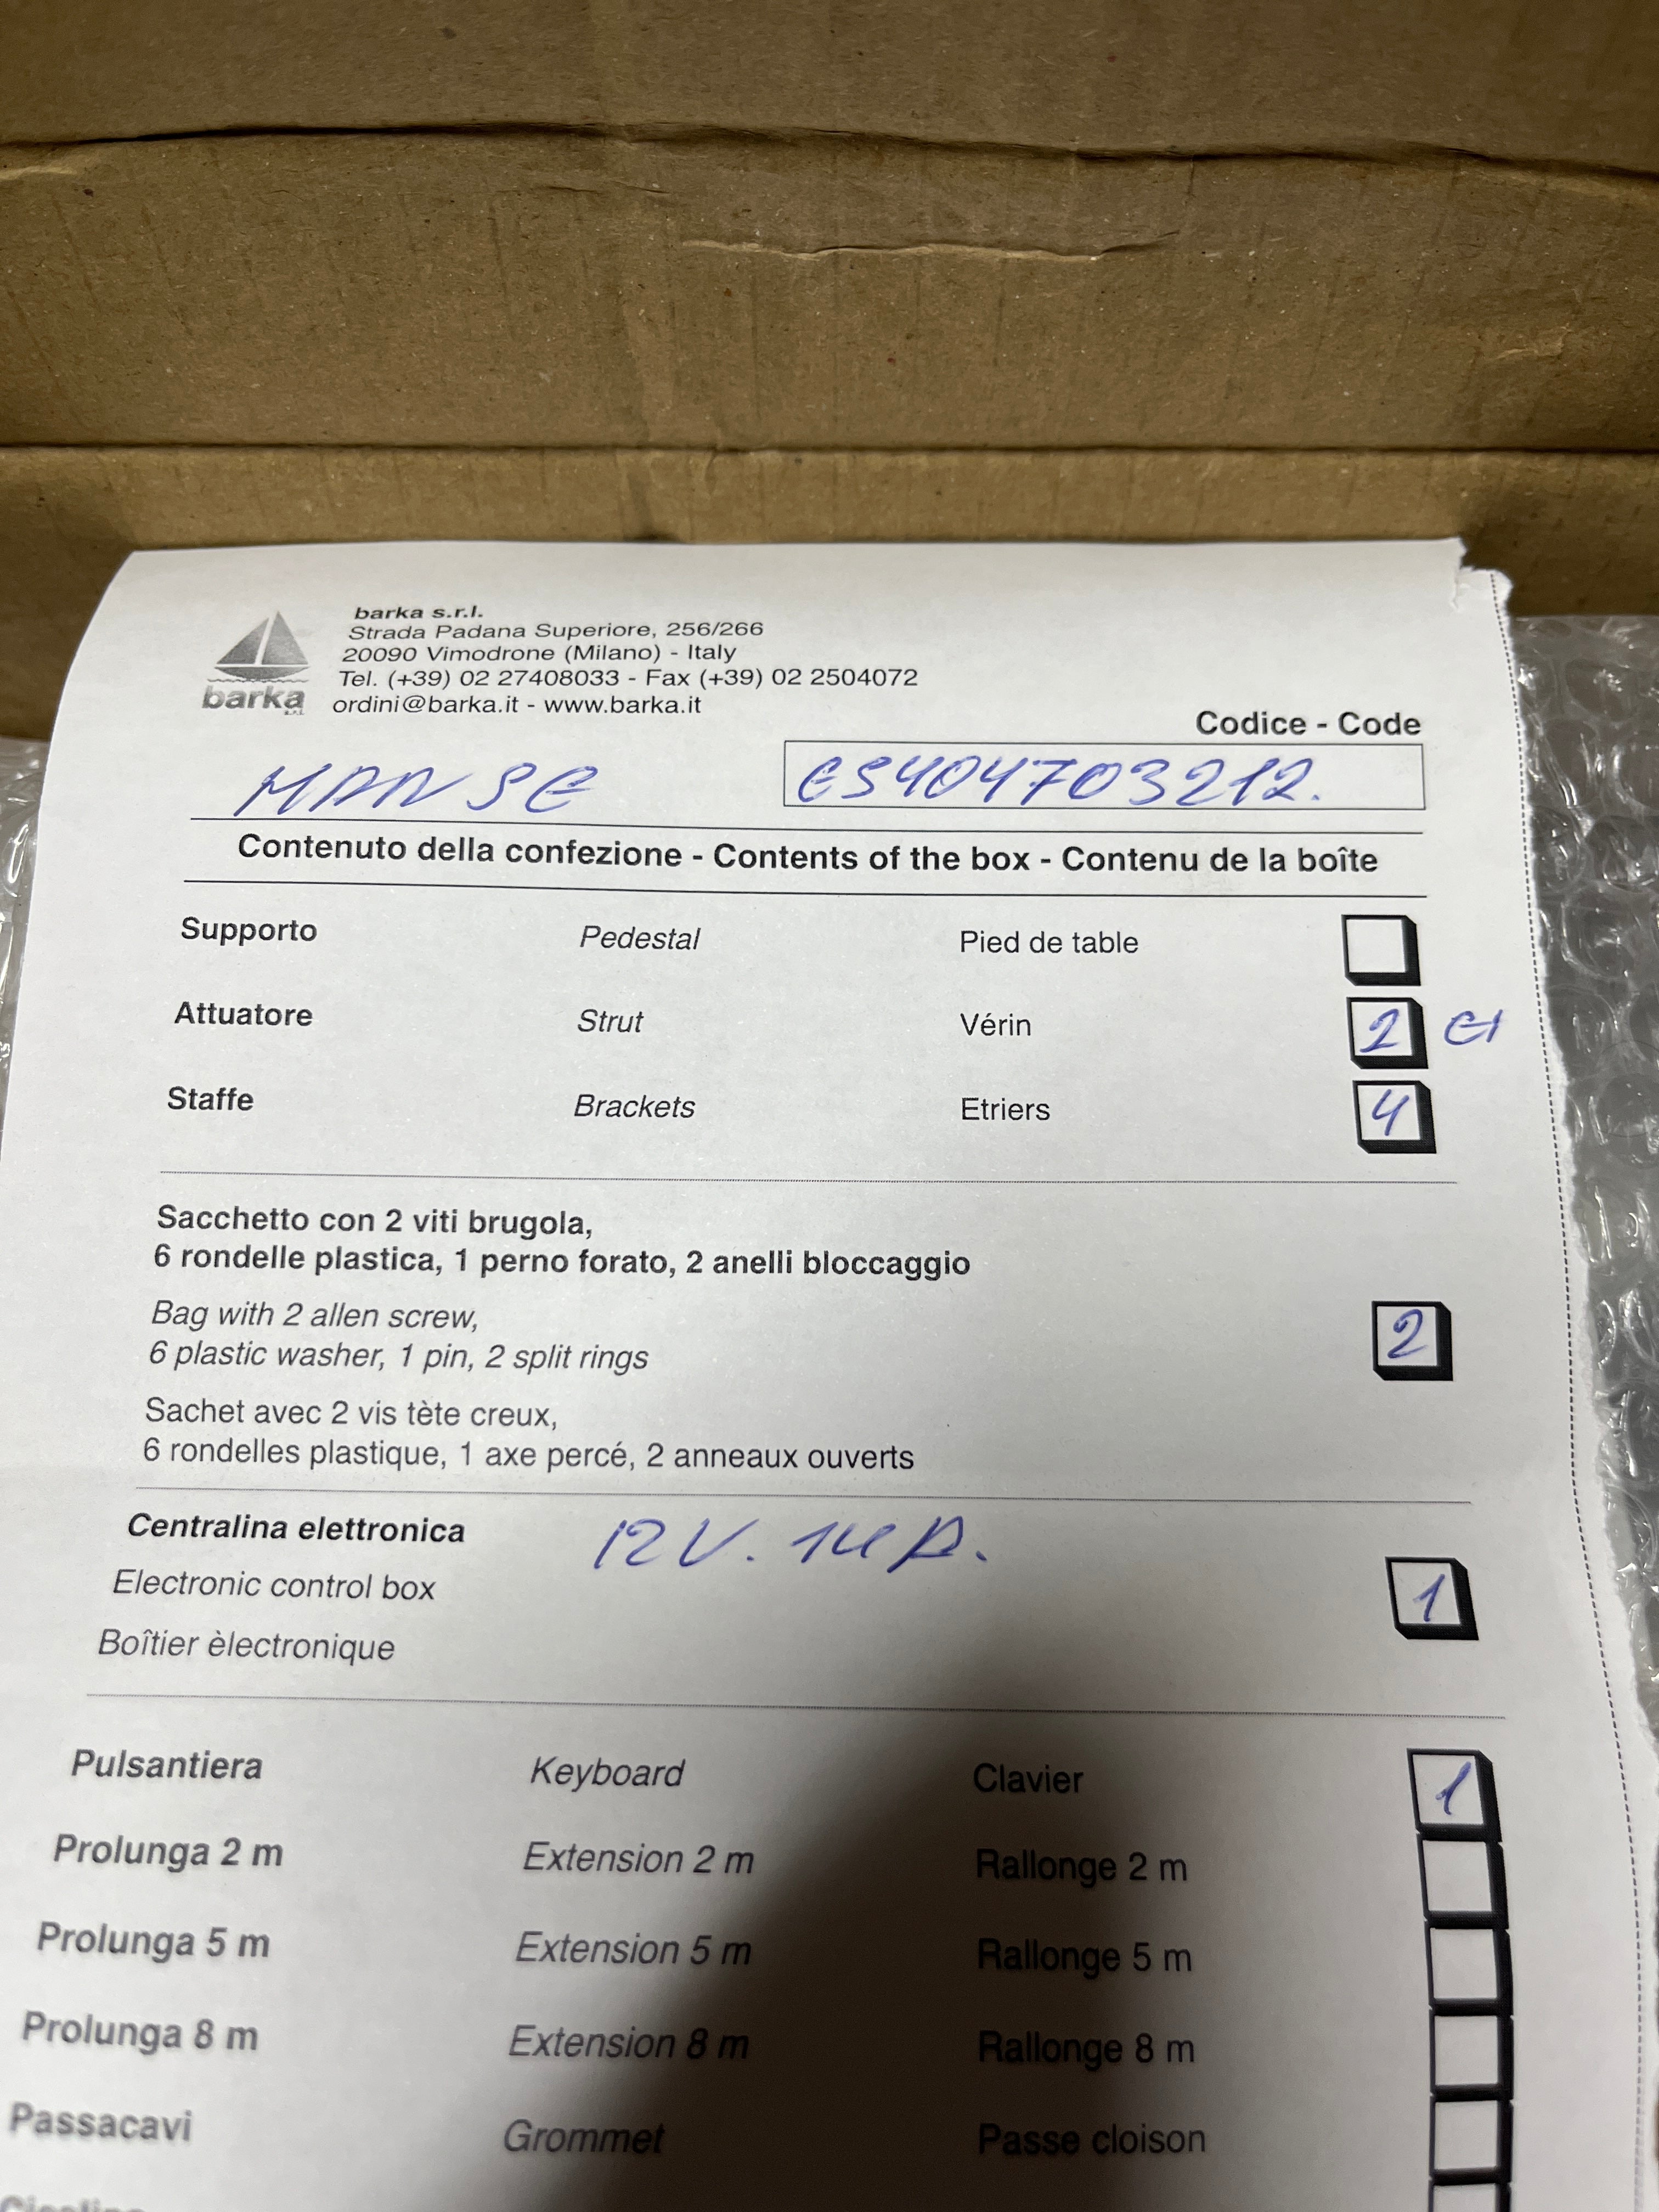 barka s.r.l.
Strada Padana Superiore, 256/266
20090 Vimodrone (Milano) - Italy
Tel. (+39) 02 27408033 - Fax (+39) 02 2504072
ordini@barka.it - www.barka.it
barka
Codice - Code
ES404703212.
Contenuto della confezione - Contents of the box - Contenu de la boîte
Supporto Pedestal Pied de table
Attuatore Strut Vérin 2
Staffe Brackets Etriers 4
Sacchetto con 2 viti brugola,
6 rondelle plastica, 1 perno forato, 2 anelli bloccaggio
Bag with 2 allen screw,
6 plastic washer, 1 pin, 2 split rings
2
Sachet avec 2 vis tète creux,
6 rondelles plastique, 1 axe percé, 2 anneaux ouverts
Centralina elettronica 12V. 14A.
Electronic control box 1
Boîtier èlectronique
Pulsantiera Keyboard Clavier 1
Prolunga 2 m Extension 2 m Rallonge 2 m
Prolunga 5 m Extension 5 m Rallonge 5 m
Prolunga 8 m Extension 8 m Rallonge 8 m
Passacavi Grommet Passe cloison